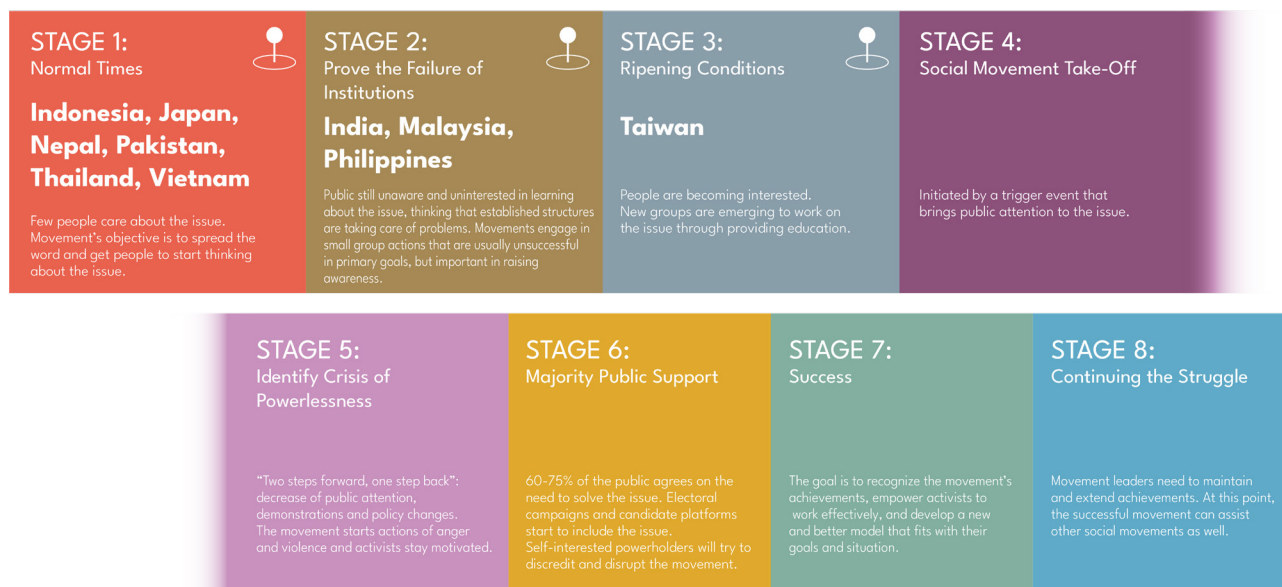 STAGE 1:
Normal Times
Indonesia, Japan,
Nepal, Pakistan,
Thailand, Vietnam
Few people care about the issue.
Movement's objective is to spread the
word and get people to start thinking
about the issue.
STAGE 2:
Prove the Failure of
Institutions
India, Malaysia,
Philippines
Public still unaware and uninterested in learning
about the issue, thinking that established structures
are taking care of problems. Movements engage in
small group actions that are usually unsuccessful
in primary goals, but important in raising
awareness.
STAGE 3:
Ripening Conditions
Taiwan
People are becoming interested.
New groups are emerging to work on
the issue through providing education.
STAGE 4:
Social Movement Take-Off
Initiated by a trigger event that
brings public attention to the issue.
STAGE 5:
Identify Crisis of
Powerlessness
“Two steps forward, one step back”:
decrease of public attention,
demonstrations and policy changes.
The movement starts actions of anger
and violence and activists stay motivated.
STAGE 6:
Majority Public Support
60-75% of the public agrees on the
need to solve the issue. Electoral
campaigns and candidate platforms
start to include the issue.
Self-interested powerholders will try to
discredit and disrupt the movement.
STAGE 7:
Success
The goal is to recognize the movement's
achievements, empower activists to
work effectively, and develop a new
and better model that fits with their
goals and situation.
STAGE 8:
Continuing the Struggle
Movement leaders need to maintain
and extend achievements. At this point,
the successful movement can assist
other social movements as well.